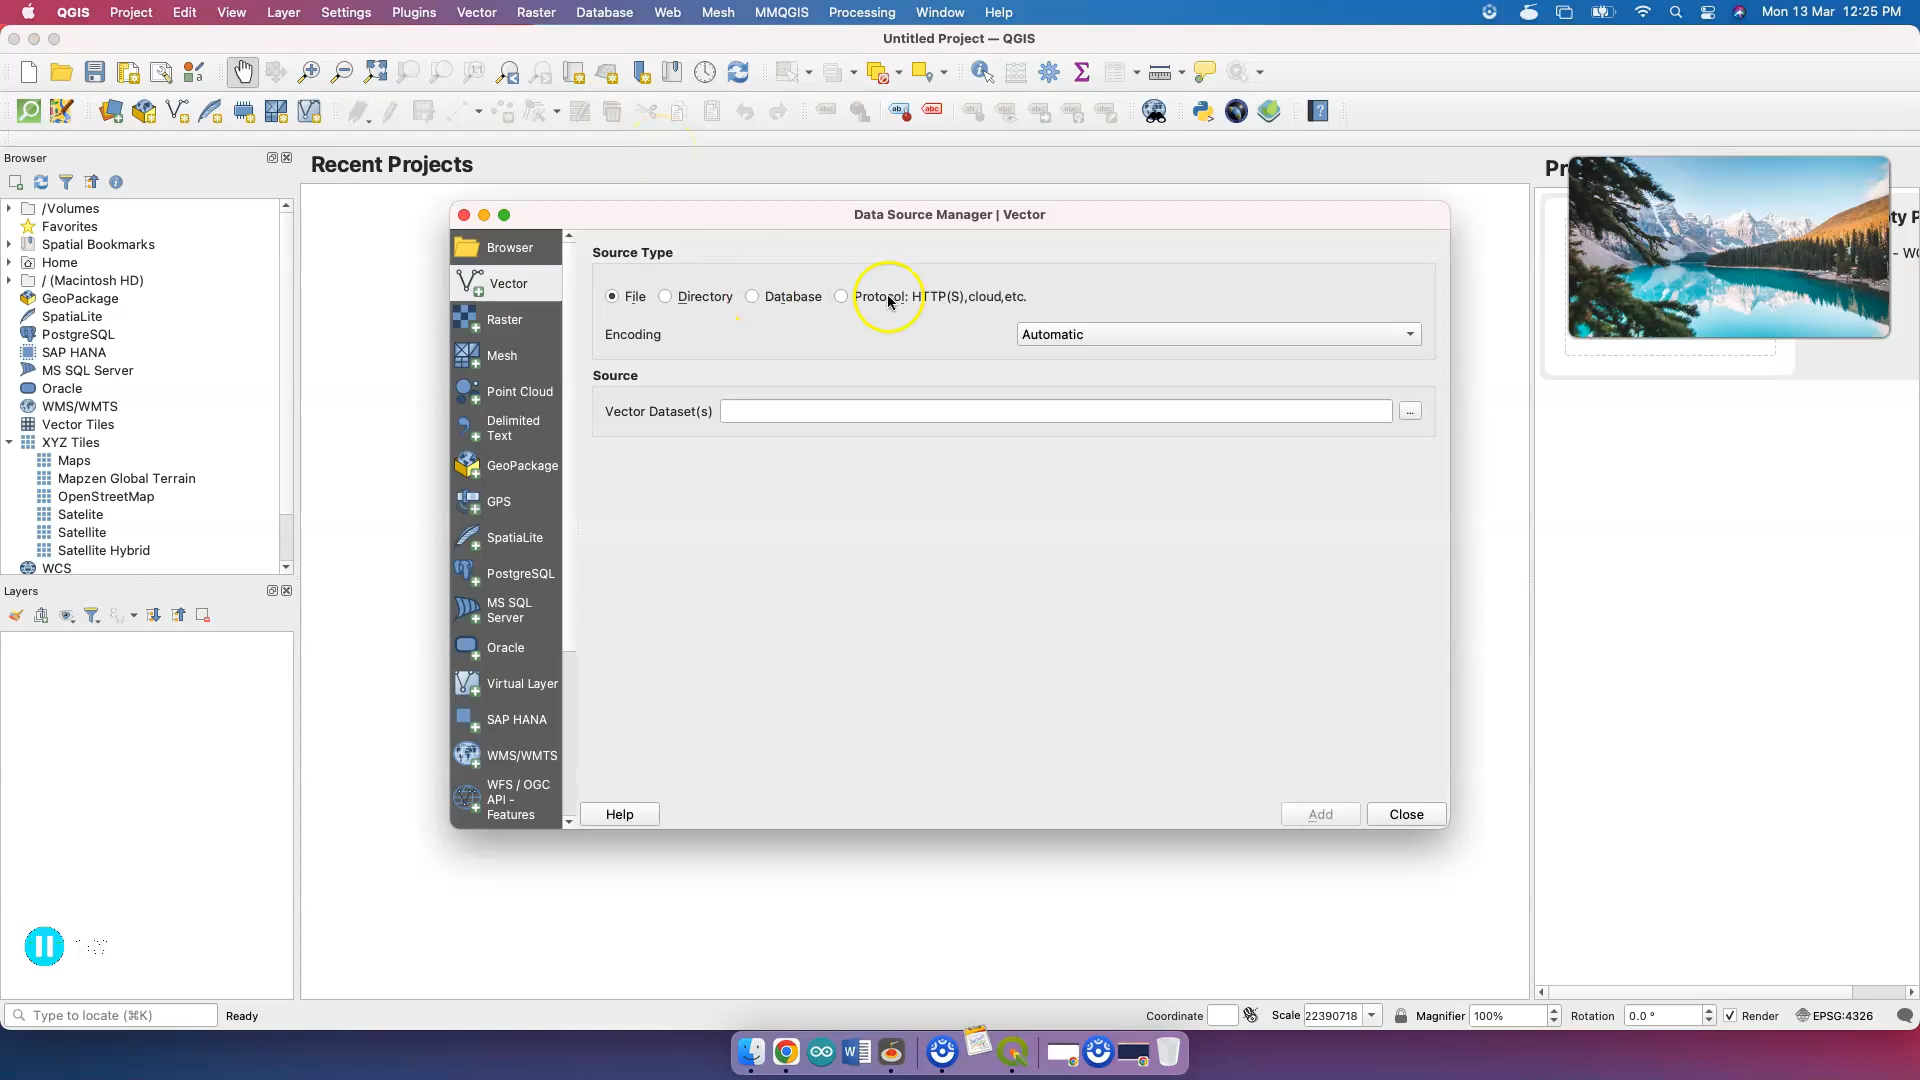 QGIS Project Edit View Layer Settings Plugins Vector Raster Database Web Mesh MMQGIS Processing Window Help Mon 13 Mar 12:25 PM
Untitled Project — QGIS
abc abc
Browser
Recent Projects
/Volumes
Favorites
Spatial Bookmarks
Home
/ (Macintosh HD)
GeoPackage
SpatiaLite
PostgreSQL
SAP HANA
MS SQL Server
Oracle
WMS/WMTS
Vector Tiles
XYZ Tiles
Maps
Mapzen Global Terrain
OpenStreetMap
Satelite
Satellite
Satellite Hybrid
WCS
Layers
Data Source Manager | Vector
Browser
Vector
Raster
Mesh
Point Cloud
Delimited
Text
GeoPackage
GPS
SpatiaLite
PostgreSQL
MS SQL
Server
Oracle
Virtual Layer
SAP HANA
WMS/WMTS
WFS / OGC
API -
Features
Source Type
File Directory Database Protocol: HTTP(S),cloud,etc.
Encoding Automatic
Source
Vector Dataset(s) ...
Help Add Close
Type to locate (⌘K) Ready Coordinate Scale 22390718 Magnifier 100% Rotation 0.0 ° Render EPSG:4326